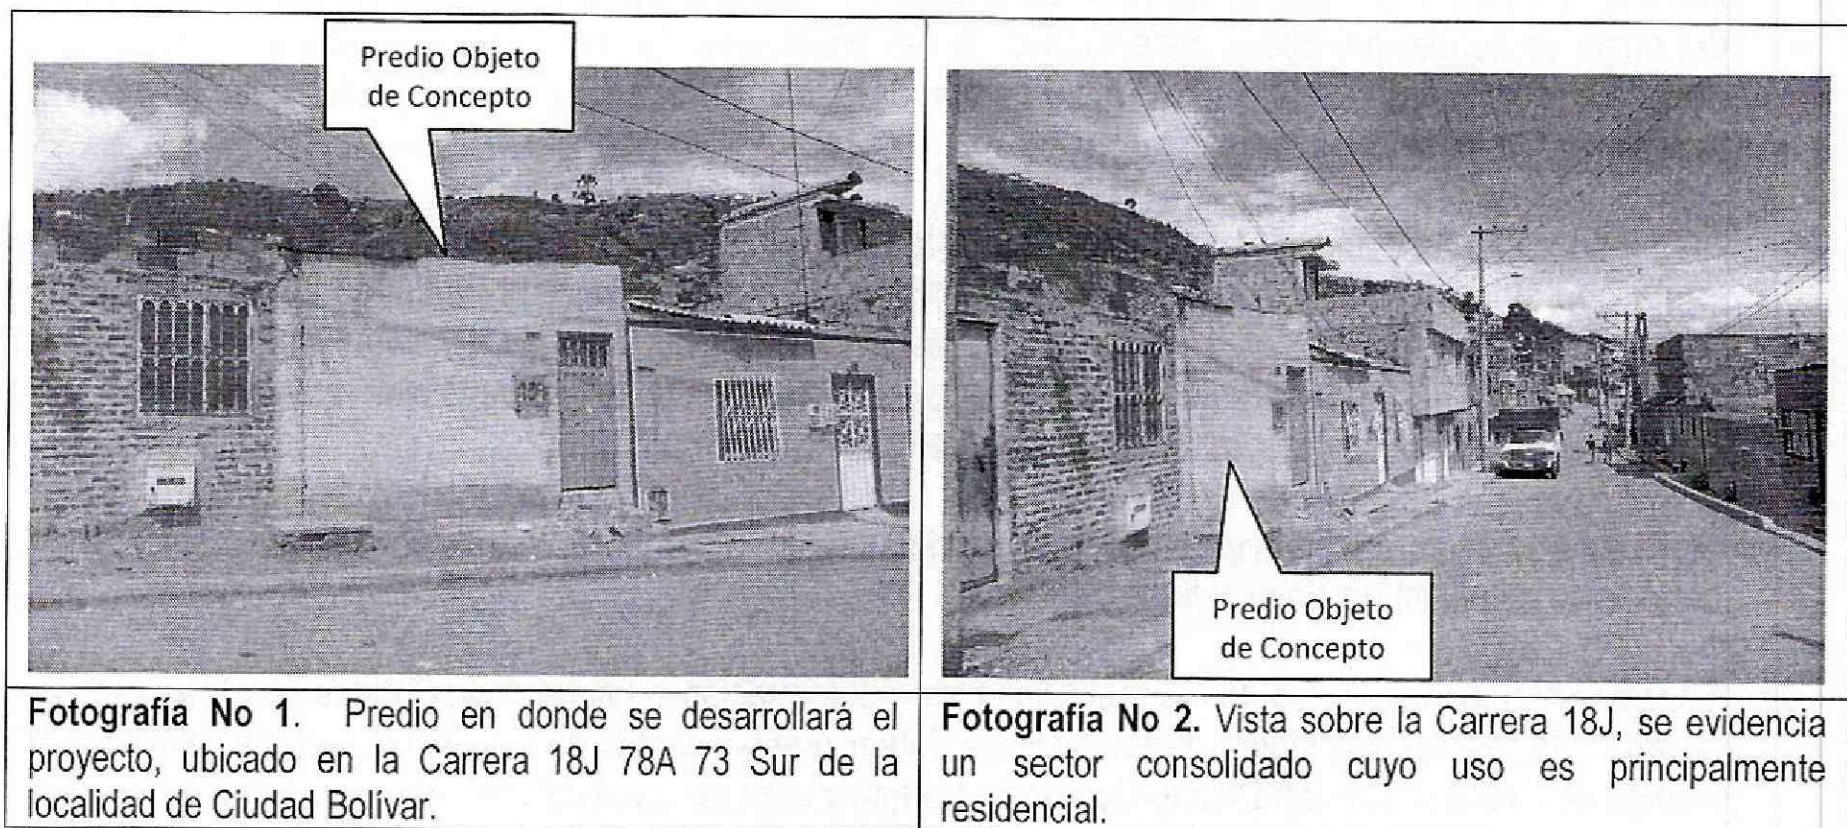 Predio Objeto
de Concepto
Predio Objeto
de Concepto
Fotografía No 1. Predio en donde se desarrollará el
proyecto, ubicado en la Carrera 18J 78A 73 Sur de la
localidad de Ciudad Bolívar.
Fotografía No 2. Vista sobre la Carrera 18J, se evidencia
un sector consolidado cuyo uso es principalmente
residencial.